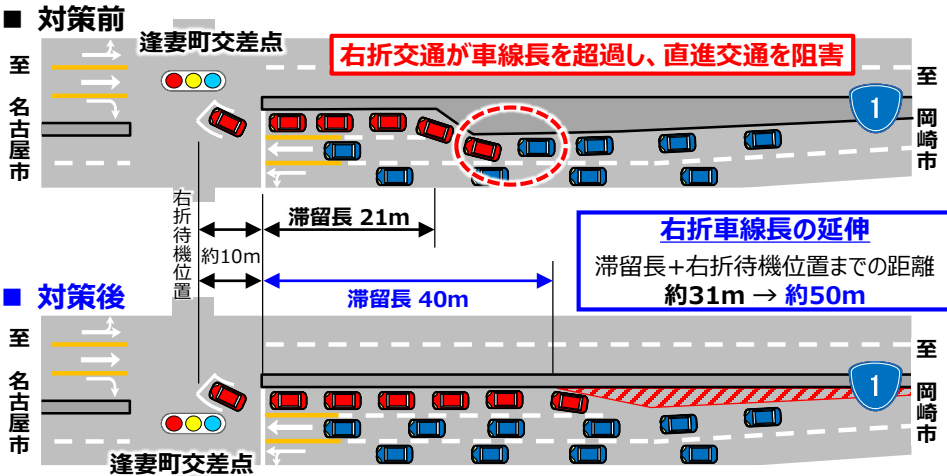 ■ 対策前
逢妻町交差点
右折交通が車線長を超過し、直進交通を阻害
至 名古屋市
至 岡崎市
1
右折待機位置
約10m
滞留長 21m
滞留長 40m
右折車線長の延伸
滞留長+右折待機位置までの距離
約31m → 約50m
■ 対策後
至 名古屋市
至 岡崎市
1
逢妻町交差点